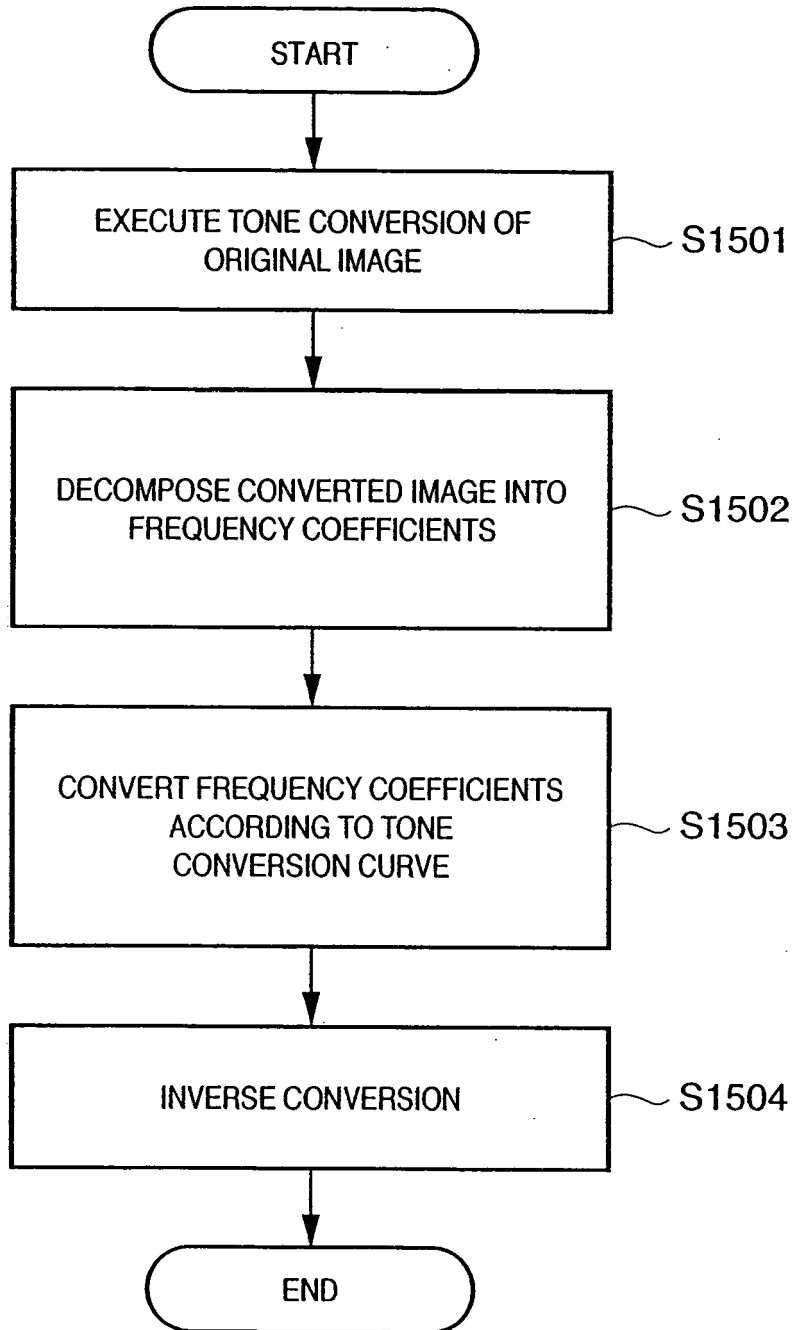 START
EXECUTE TONE CONVERSION OF
ORIGINAL IMAGE
S1501
DECOMPOSE CONVERTED IMAGE INTO
FREQUENCY COEFFICIENTS
S1502
CONVERT FREQUENCY COEFFICIENTS
ACCORDING TO TONE
CONVERSION CURVE
S1503
INVERSE CONVERSION
S1504
END